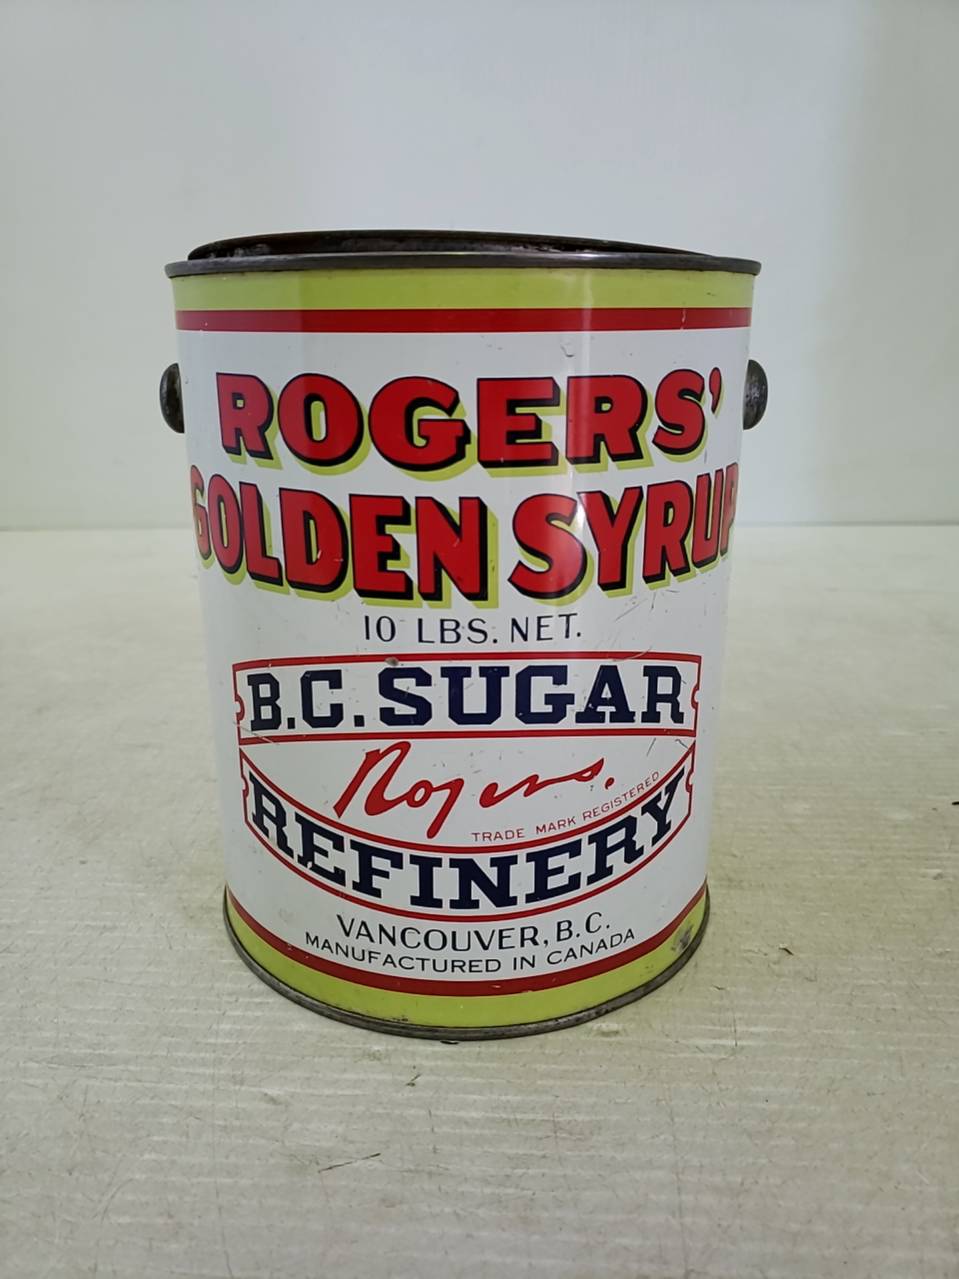 ROGERS'
GOLDEN SYRUP
10 LBS. NET.
B.C. SUGAR
Rogers.
TRADE MARK REGISTERED
REFINERY
VANCOUVER, B.C.
MANUFACTURED IN CANADA